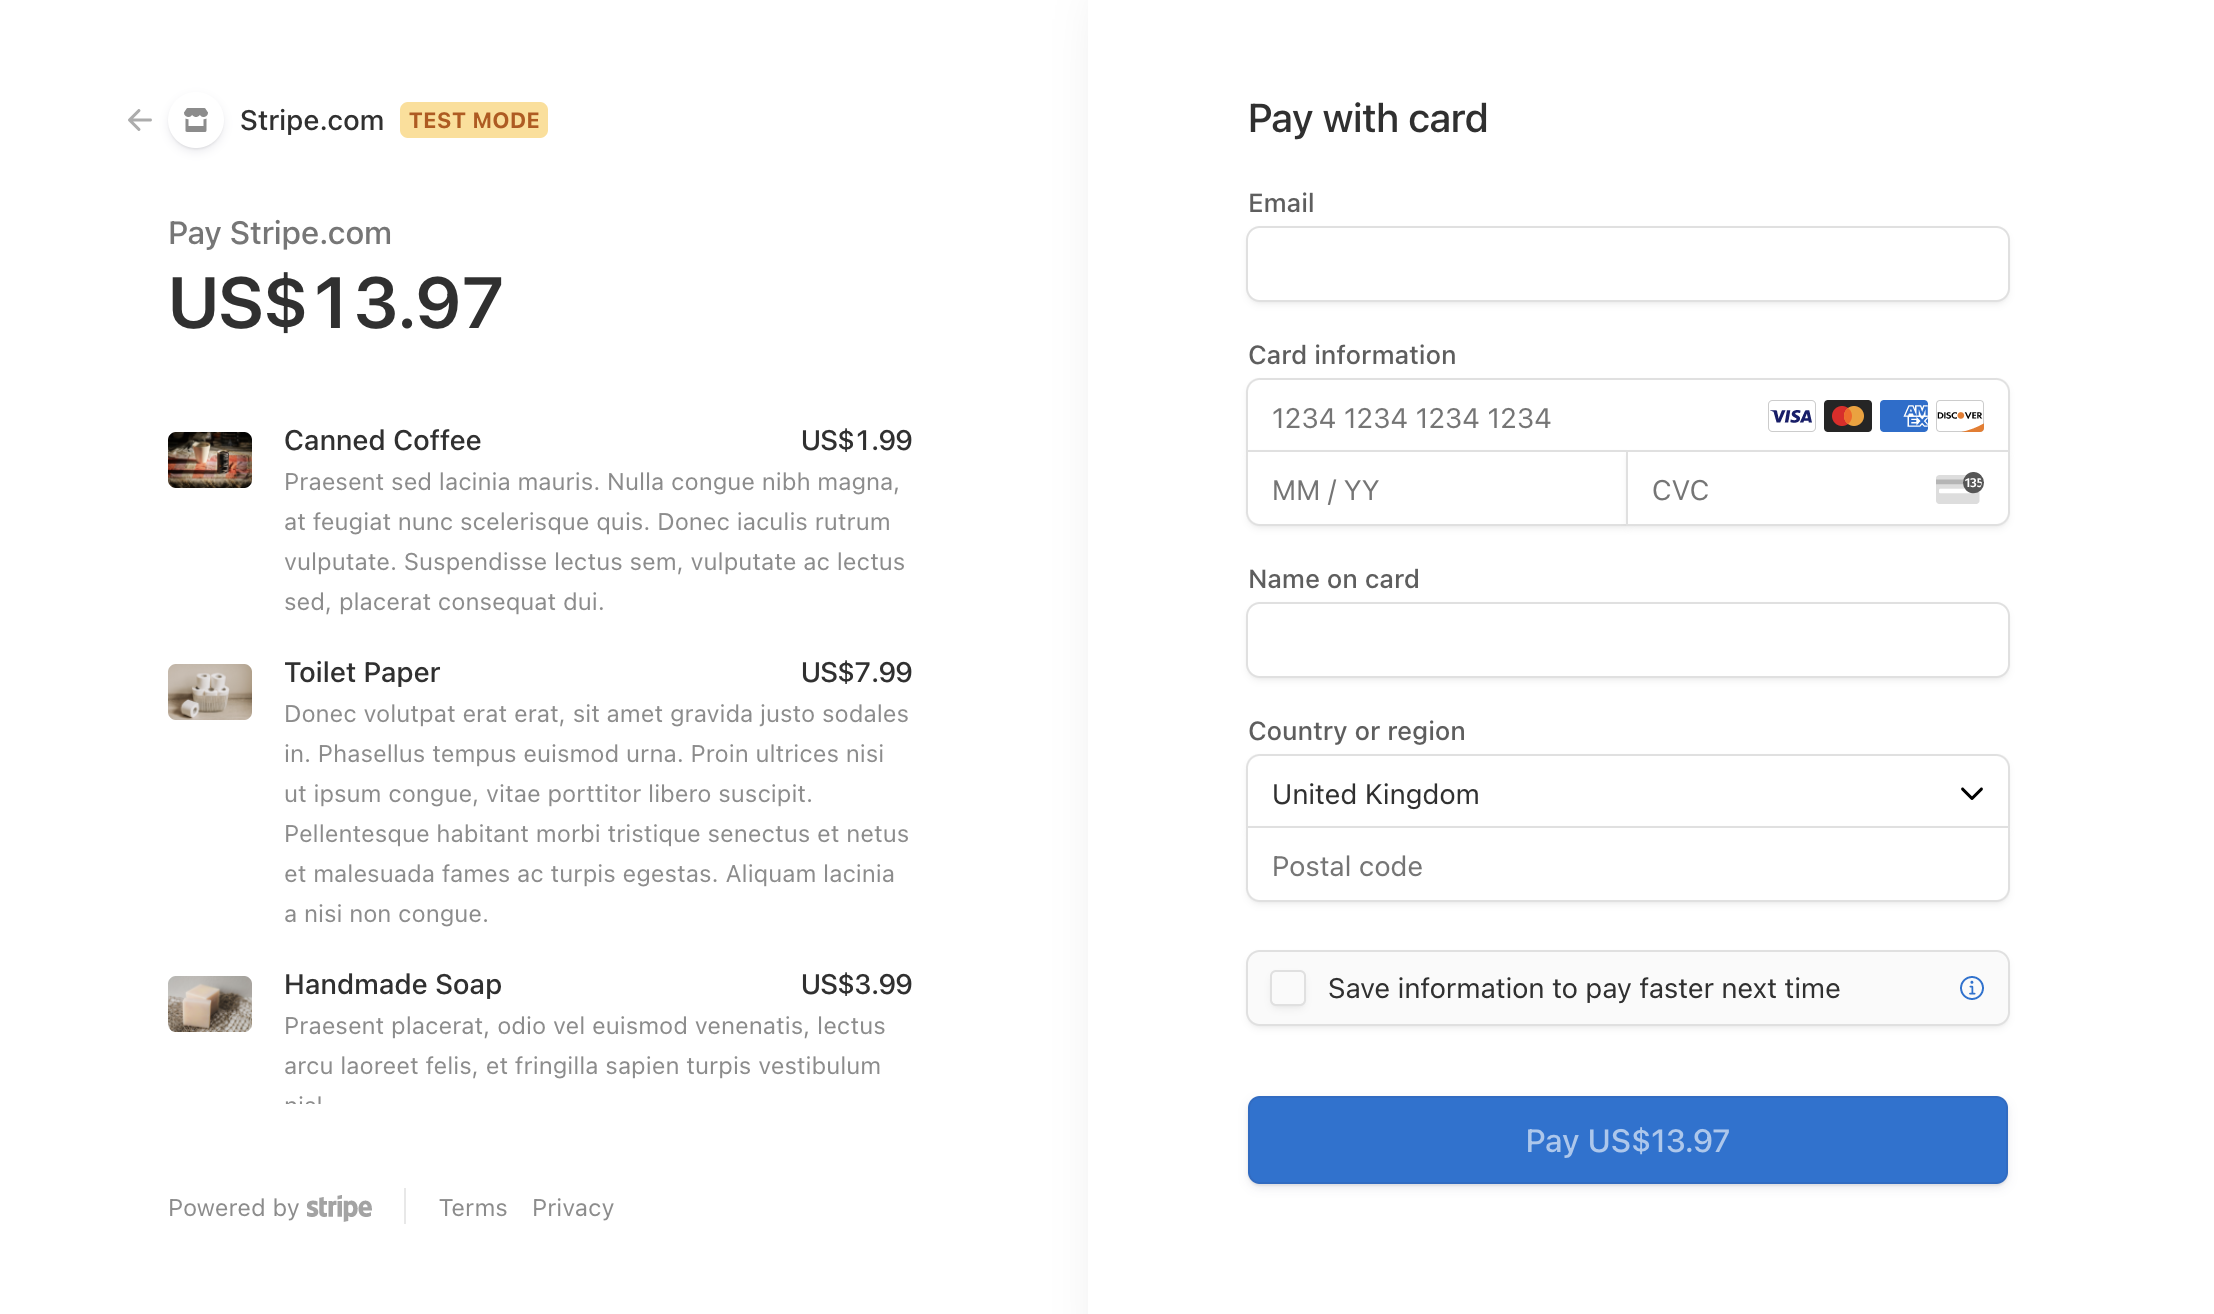 Stripe.com TEST MODE
Pay Stripe.com
US$13.97
Canned Coffee US$1.99
Praesent sed lacinia mauris. Nulla congue nibh magna,
at feugiat nunc scelerisque quis. Donec iaculis rutrum
vulputate. Suspendisse lectus sem, vulputate ac lectus
sed, placerat consequat dui.
Toilet Paper US$7.99
Donec volutpat erat erat, sit amet gravida justo sodales
in. Phasellus tempus euismod urna. Proin ultrices nisi
ut ipsum congue, vitae porttitor libero suscipit.
Pellentesque habitant morbi tristique senectus et netus
et malesuada fames ac turpis egestas. Aliquam lacinia
a nisi non congue.
Handmade Soap US$3.99
Praesent placerat, odio vel euismod venenatis, lectus
arcu laoreet felis, et fringilla sapien turpis vestibulum
Powered by stripe Terms Privacy
Pay with card
Email
Card information
1234 1234 1234 1234 VISA AMEX DISCOVER
MM / YY CVC 135
Name on card
Country or region
United Kingdom
Postal code
Save information to pay faster next time
Pay US$13.97